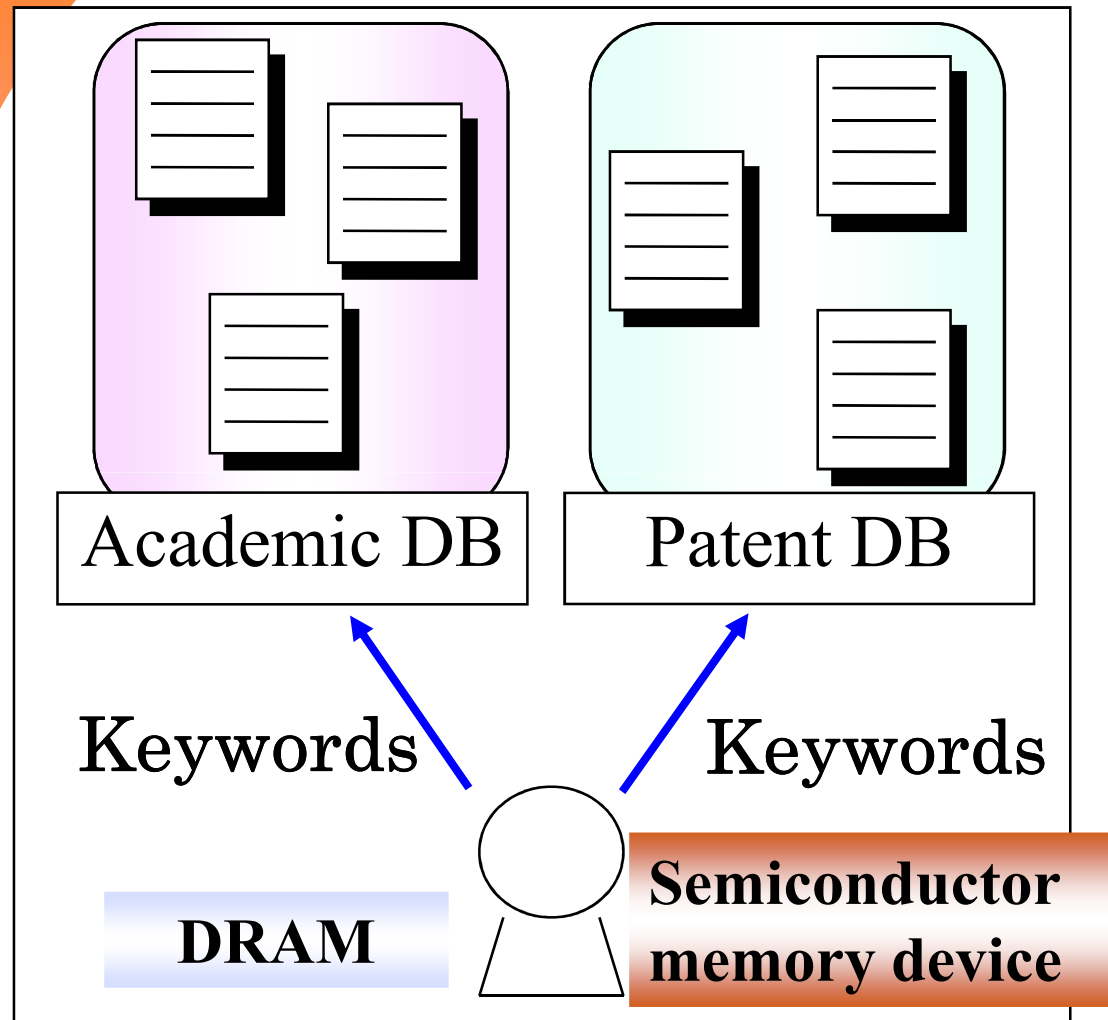 Academic DB
Patent DB
Keywords
Keywords
DRAM
Semiconductor
memory device